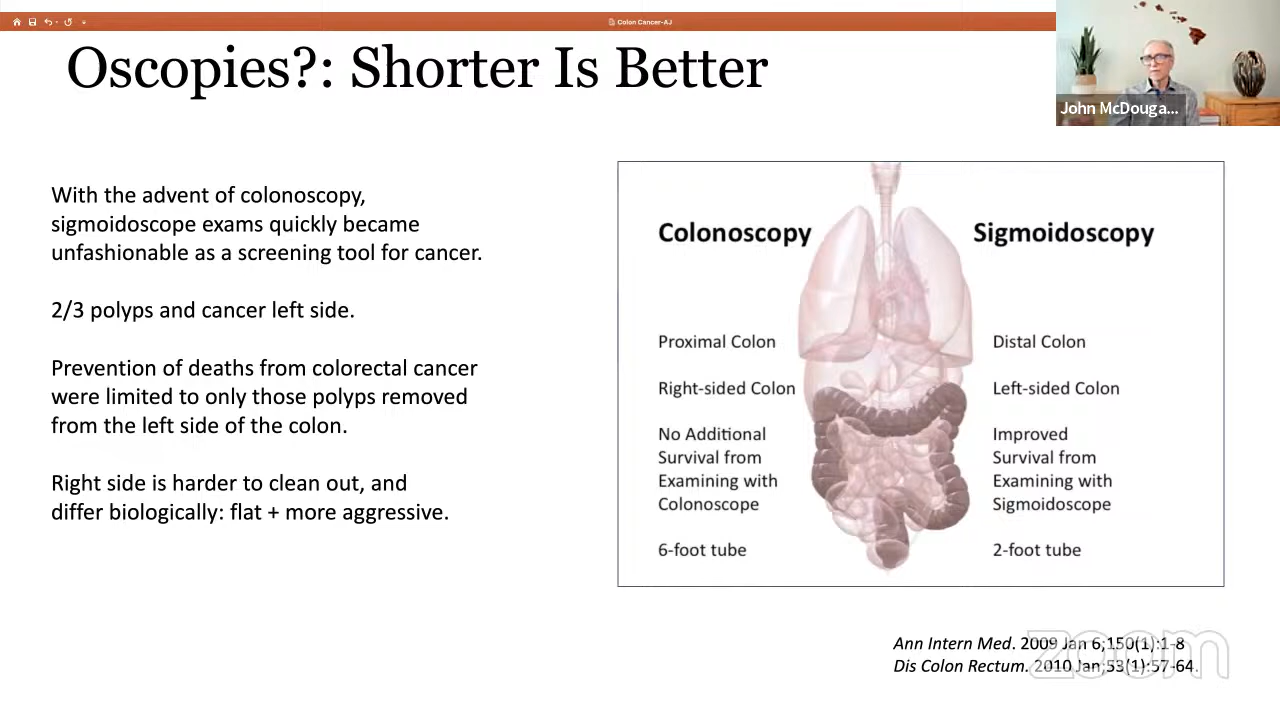 Colon Cancer-AJ
Oscopies?: Shorter Is Better
John McDouga...
With the advent of colonoscopy,
sigmoidoscope exams quickly became
unfashionable as a screening tool for cancer.
2/3 polyps and cancer left side.
Prevention of deaths from colorectal cancer
were limited to only those polyps removed
from the left side of the colon.
Right side is harder to clean out, and
differ biologically: flat + more aggressive.
Colonoscopy
Proximal Colon
Right-sided Colon
No Additional
Survival from
Examining with
Colonoscope
6-foot tube
Sigmoidoscopy
Distal Colon
Left-sided Colon
Improved
Survival from
Examining with
Sigmoidoscope
2-foot tube
Ann Intern Med. 2009 Jan 6;150(1):1-8
Dis Colon Rectum. 2010 Jan;53(1):57-64.
zoom